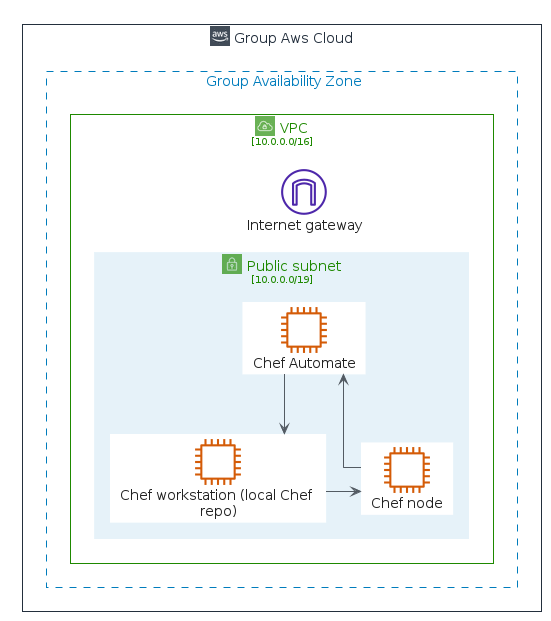 aws
Group Aws Cloud
Group Availability Zone
VPC
[10.0.0.0/16]
Internet gateway
Public subnet
[10.0.0.0/19]
Chef Automate
Chef workstation (local Chef
repo)
Chef node